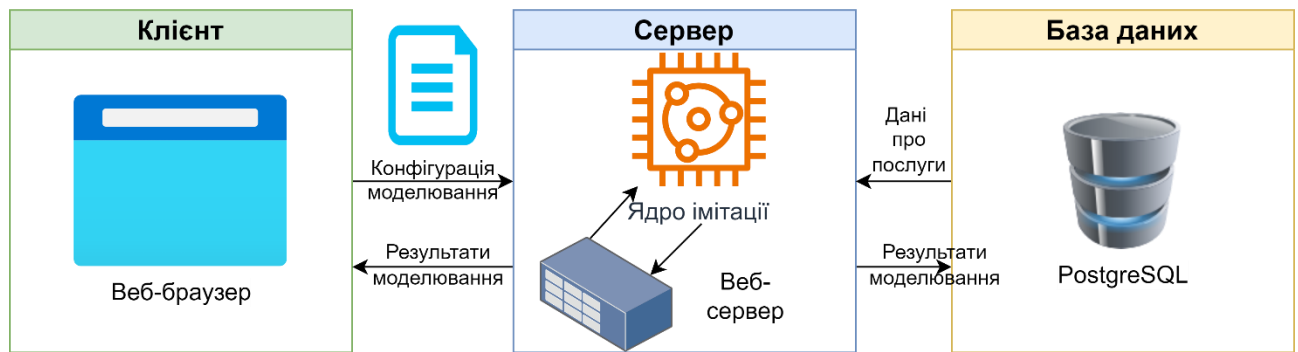 Клієнт
Сервер
База даних
Конфігурація
моделювання
Результати
моделювання
Веб-браузер
Ядро імітації
Веб-
сервер
Дані
про
послуги
Результати
моделювання
PostgreSQL